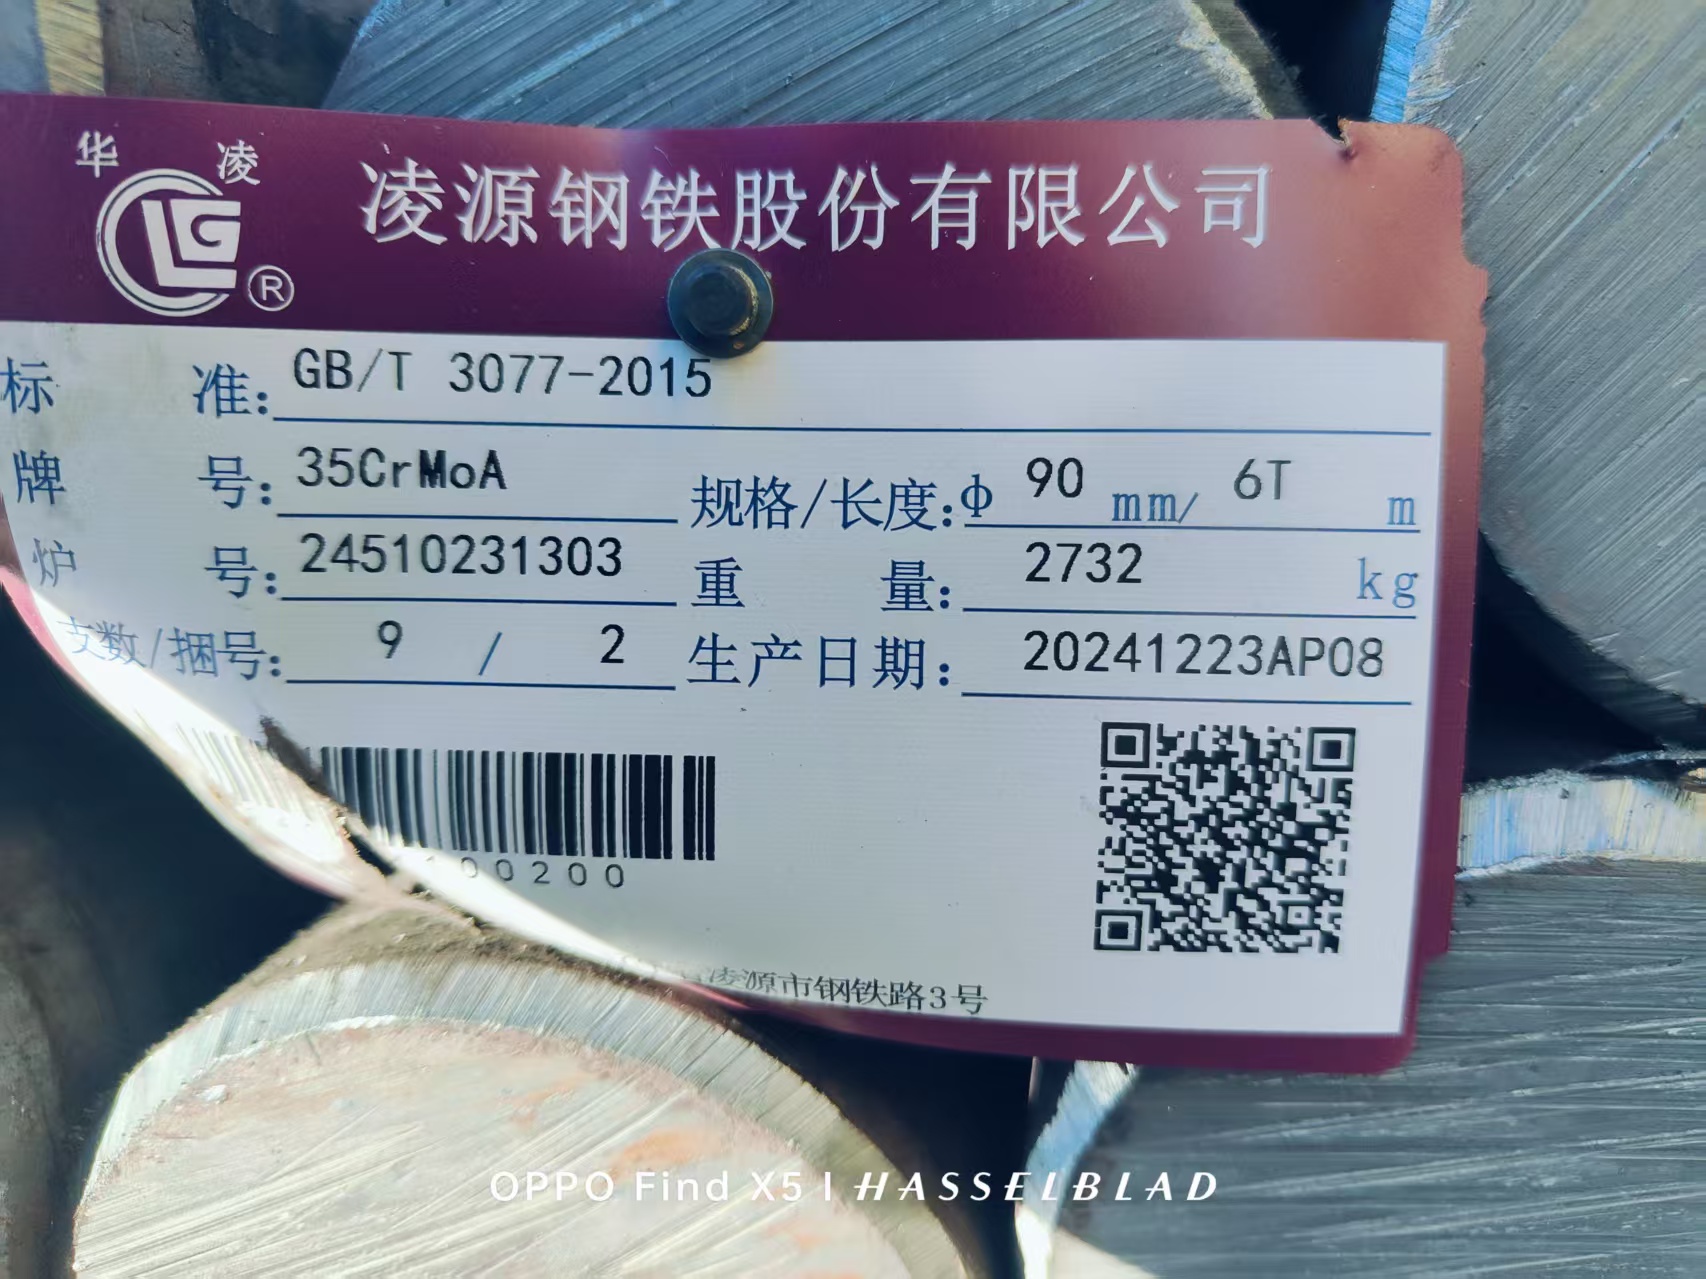 华 凌
凌源钢铁股份有限公司
LG ®
标 准: GB/T 3077-2015
牌 号: 35CrMoA 规格/长度: ф 90 mm/ 6T m
炉 号: 24510231303 重 量: 2732 kg
支数/捆号: 9 / 2 生产日期: 20241223AP08
00200
凌源市钢铁路3号
OPPO Find X5 | HASSELBLAD